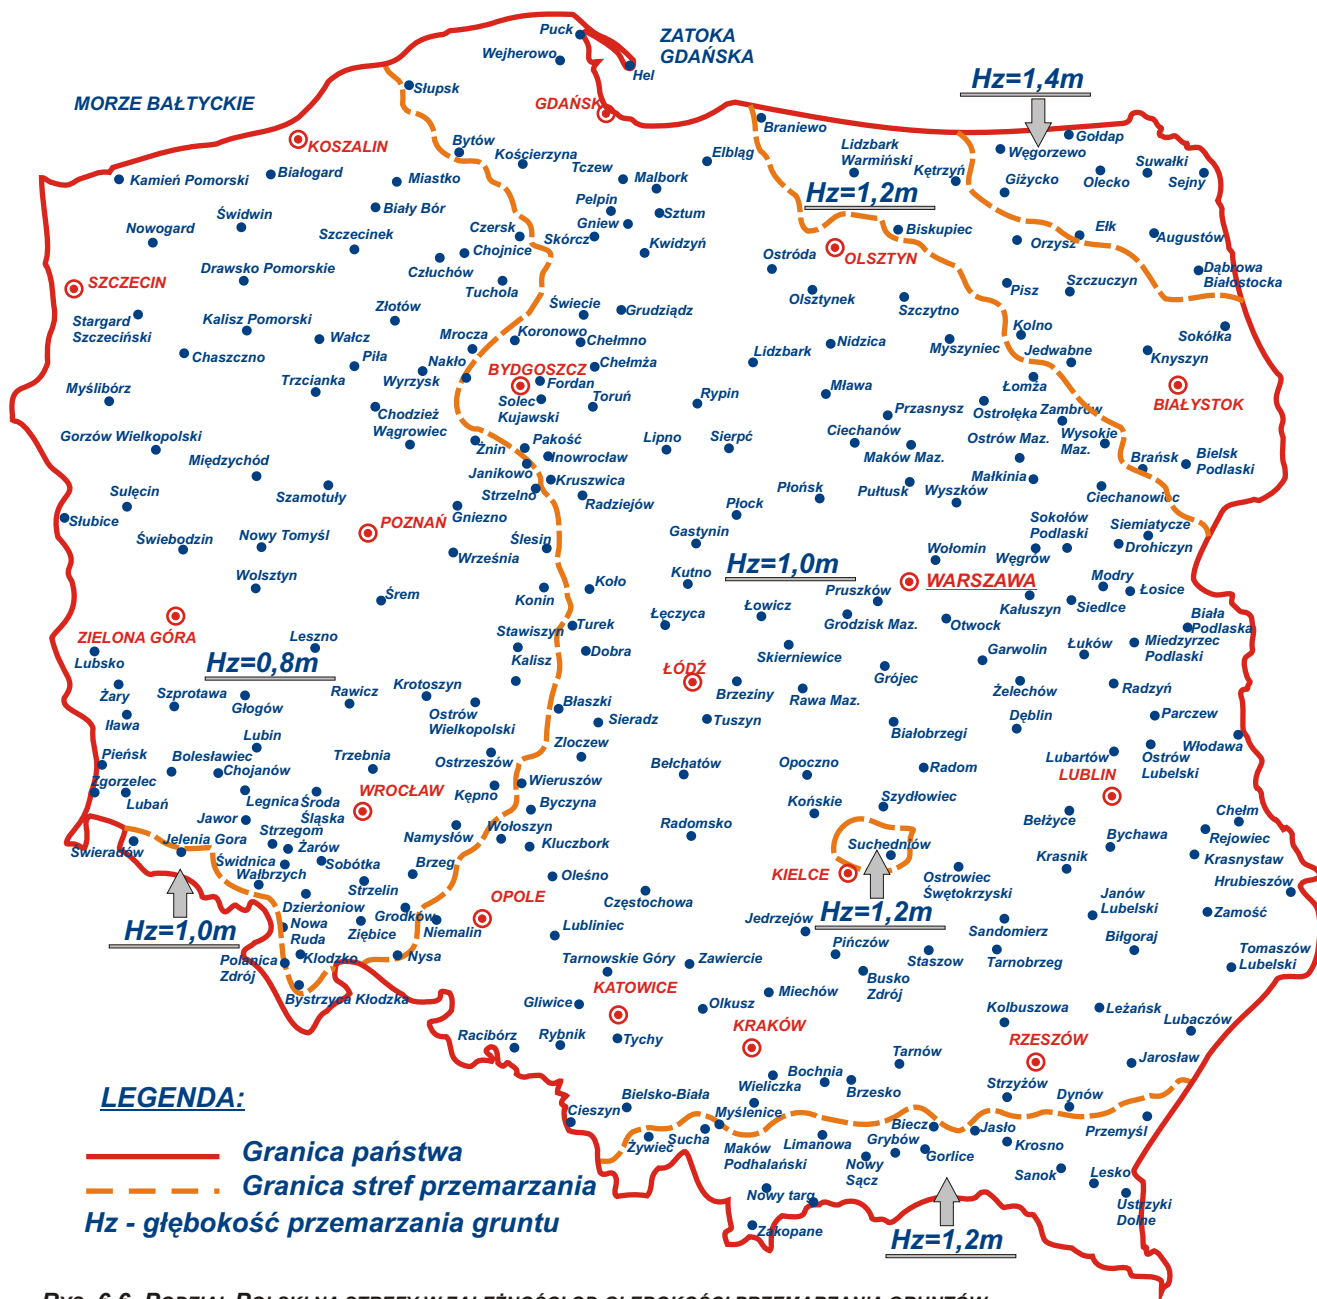 Puck
ZATOKA
GDAŃSKA
Wejherowo
Hel
Hz=1,4m
Słupsk
MORZE BAŁTYCKIE
GDAŃSK
Braniewo
Gołdap
KOSZALIN
Bytów
Kościerzyna
Elbląg
Lidzbark
Warmiński
Węgorzewo
Suwałki
Kamień Pomorski
Białogard
Miastko
Tczew
Malbork
Kętrzyn
Giżycko
Olecko
Sejny
Hz=1,2m
Świdwin
Biały Bór
Pelpin
Sztum
Nowogard
Szczecinek
Czersk
Gniew
Skórcz
Biskupiec
Orzysz
Ełk
Augustów
Chojnice
Kwidzyń
Ostróda
OLSZTYN
Drawsko Pomorskie
Człuchów
Dąbrowa
Białostocka
SZCZECIN
Tuchola
Olsztynek
Pisz
Szczuczyn
Stargard
Szczeciński
Złotów
Świecie
Grudziądz
Szczytno
Kalisz Pomorski
Wałcz
Mrocza
Koronowo
Chełmno
Kolno
Sokółka
Chaszczno
Piła
Nakło
Lidzbark
Nidzica
Myszyniec
Jedwabne
Knyszyn
Trzcianka
Wyrzysk
BYDGOSZCZ
Chełmża
Fordan
Myślibórz
Solec
Kujawski
Toruń
Rypin
Mława
Łomża
BIAŁYSTOK
Chodzież
Przasnysz
Ostrołęka
Zambrów
Gorzów Wielkopolski
Wągrowiec
Żnin
Pakość
Inowrocław
Lipno
Sierpć
Ciechanów
Ostrów Maz.
Wysokie
Maz.
Międzychód
Janikowo
Maków Maz.
Brańsk
Bielsk
Podlaski
Kruszwica
Małkinia
Sulęcin
Szamotuły
Strzelno
Radziejów
Płońsk
Pułtusk
Wyszków
Ciechanowiec
Słubice
Gniezno
Płock
POZNAŃ
Sokołów
Podlaski
Siemiatycze
Świebodzin
Nowy Tomyśl
Ślesin
Gastynin
Drohiczyn
Września
Hz=1,0m
Wołomin
Węgrów
Wolsztyn
Kutno
WARSZAWA
Modry
Śrem
Konin
Koło
Pruszków
Kałuszyn
Siedlce
Łosice
Łęczyca
Łowicz
Grodzisk Maz.
Otwock
Biała
Podlaska
ZIELONA GÓRA
Leszno
Stawiszyn
Turek
Lubsko
Hz=0,8m
Kalisz
Dobra
Skierniewice
Garwolin
Łuków
Miedzyrzec
Podlaski
ŁÓDŹ
Grójec
Żary
Szprotawa
Głogów
Rawicz
Krotoszyn
Błaszki
Brzeziny
Rawa Maz.
Żelechów
Radzyń
Iława
Ostrów
Wielkopolski
Sieradz
Tuszyn
Dęblin
Parczew
Lubin
Zloczew
Białobrzegi
Pieńsk
Bolesławiec
Chojanów
Trzebnia
Ostrzeszów
Bełchatów
Opoczno
Radom
Lubartów
Ostrów
Lubelski
Włodawa
Zgorzelec
Lubań
Legnica
Środa
Śląska
WROCŁAW
Kępno
Wieruszów
LUBLIN
Jawor
Byczyna
Końskie
Szydłowiec
Chełm
Strzegom
Namysłów
Wołoszyn
Radomsko
Bełżyce
Rejowiec
Świeradów
Jelenia Gora
Żarów
Kluczbork
Suchedniów
Bychawa
Świdnica
Sobótka
Brzeg
Krasnik
Krasnystaw
Wałbrzych
Strzelin
Oleśno
KIELCE
Ostrowiec
Śwętokrzyski
Hrubieszów
Dzierżoniow
OPOLE
Częstochowa
Janów
Lubelski
Hz=1,0m
Nowa
Ruda
Ziębice
Grodków
Niemalin
Lubliniec
Jedrzejów
Hz=1,2m
Sandomierz
Zamość
Polanica
Zdrój
Klodzko
Nysa
Tarnowskie Góry
Zawiercie
Pińczów
Staszow
Tarnobrzeg
Biłgoraj
Tomaszów
Lubelski
Bystrzyca Kłodzka
KATOWICE
Busko
Zdrój
Gliwice
Olkusz
Miechów
Kolbuszowa
Leżańsk
Lubaczów
Racibórz
Rybnik
Tychy
KRAKÓW
RZESZÓW
Tarnów
Jarosław
LEGENDA:
Bielsko-Biała
Wieliczka
Bochnia
Brzesko
Strzyżów
Dynów
Cieszyn
Myślenice
Biecz
Przemyśl
Granica państwa
Żywiec
Sucha
Maków
Podhalański
Limanowa
Grybów
Gorlice
Jasło
Krosno
Granica stref przemarzania
Nowy targ
Nowy
Sącz
Sanok
Lesko
Hz - głębokość przemarzania gruntu
Zakopane
Hz=1,2m
Ustrzyki
Dolne
RYS. 6.6. PODZIAŁ POLSKI NA STREFY W ZALEŻNOŚCI OD GŁĘBOKOŚCI PRZEMARZANIA GRUNTÓW